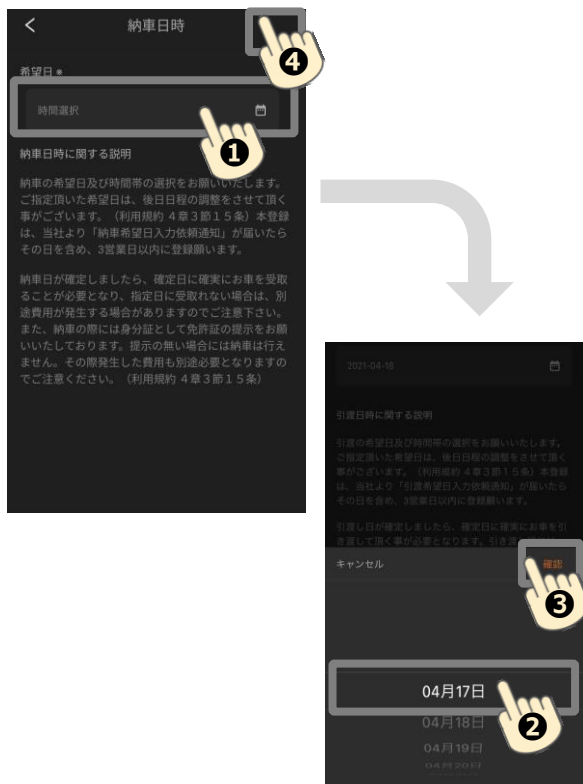 納車日時
❹
希望日※
時間選択
❶
納車日時に関する説明
納車の希望日及び時間帯の選択をお願いいたします。
ご指定頂いた希望日は、後日日程の調整をさせて頂く
事がございます。（利用規約 ４章３節１５条）本登録
は、当社より「納車希望日入力依頼通知」が届いたら
その日を含め、3営業日以内に登録願います。
納車日が確定しましたら、確定日に確実にお車を受取
ることが必要となり、指定日に受取れない場合は、別
途費用が発生する場合がありますのでご注意下さい。
また、納車の際には身分証として免許証の提示をお願
いいたしております。提示の無い場合には納車は行え
ません。その際発生した費用も別途必要となりますの
でご注意ください。（利用規約 ４章３節１５条）
2021-04-18
引渡日時に関する説明
引渡の希望日及び時間帯の選択をお願いいたします。
ご指定頂いた希望日は、後日日程の調整をさせて頂く
事がございます。（利用規約 ４章３節１５条）本登録
は、当社より「引渡希望日入力依頼通知」が届いたら
その日を含め、3営業日以内に登録願います。
引渡し日が確定しましたら、確定日に確実にお車を引
き渡して頂く事が必要となります。引き渡
キャンセル
確認
❸
04月17日
❷
04月18日
04月19日
04月20日